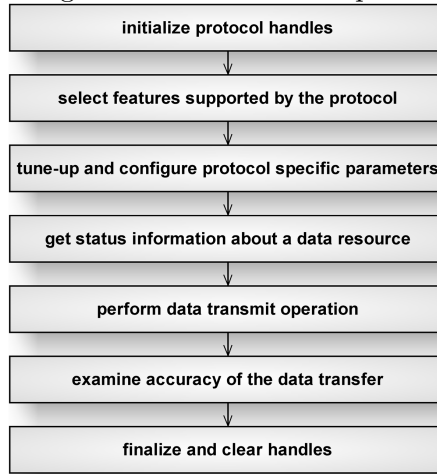 initialize protocol handles
select features supported by the protocol
tune-up and configure protocol specific parameters
get status information about a data resource
perform data transmit operation
examine accuracy of the data transfer
finalize and clear handles